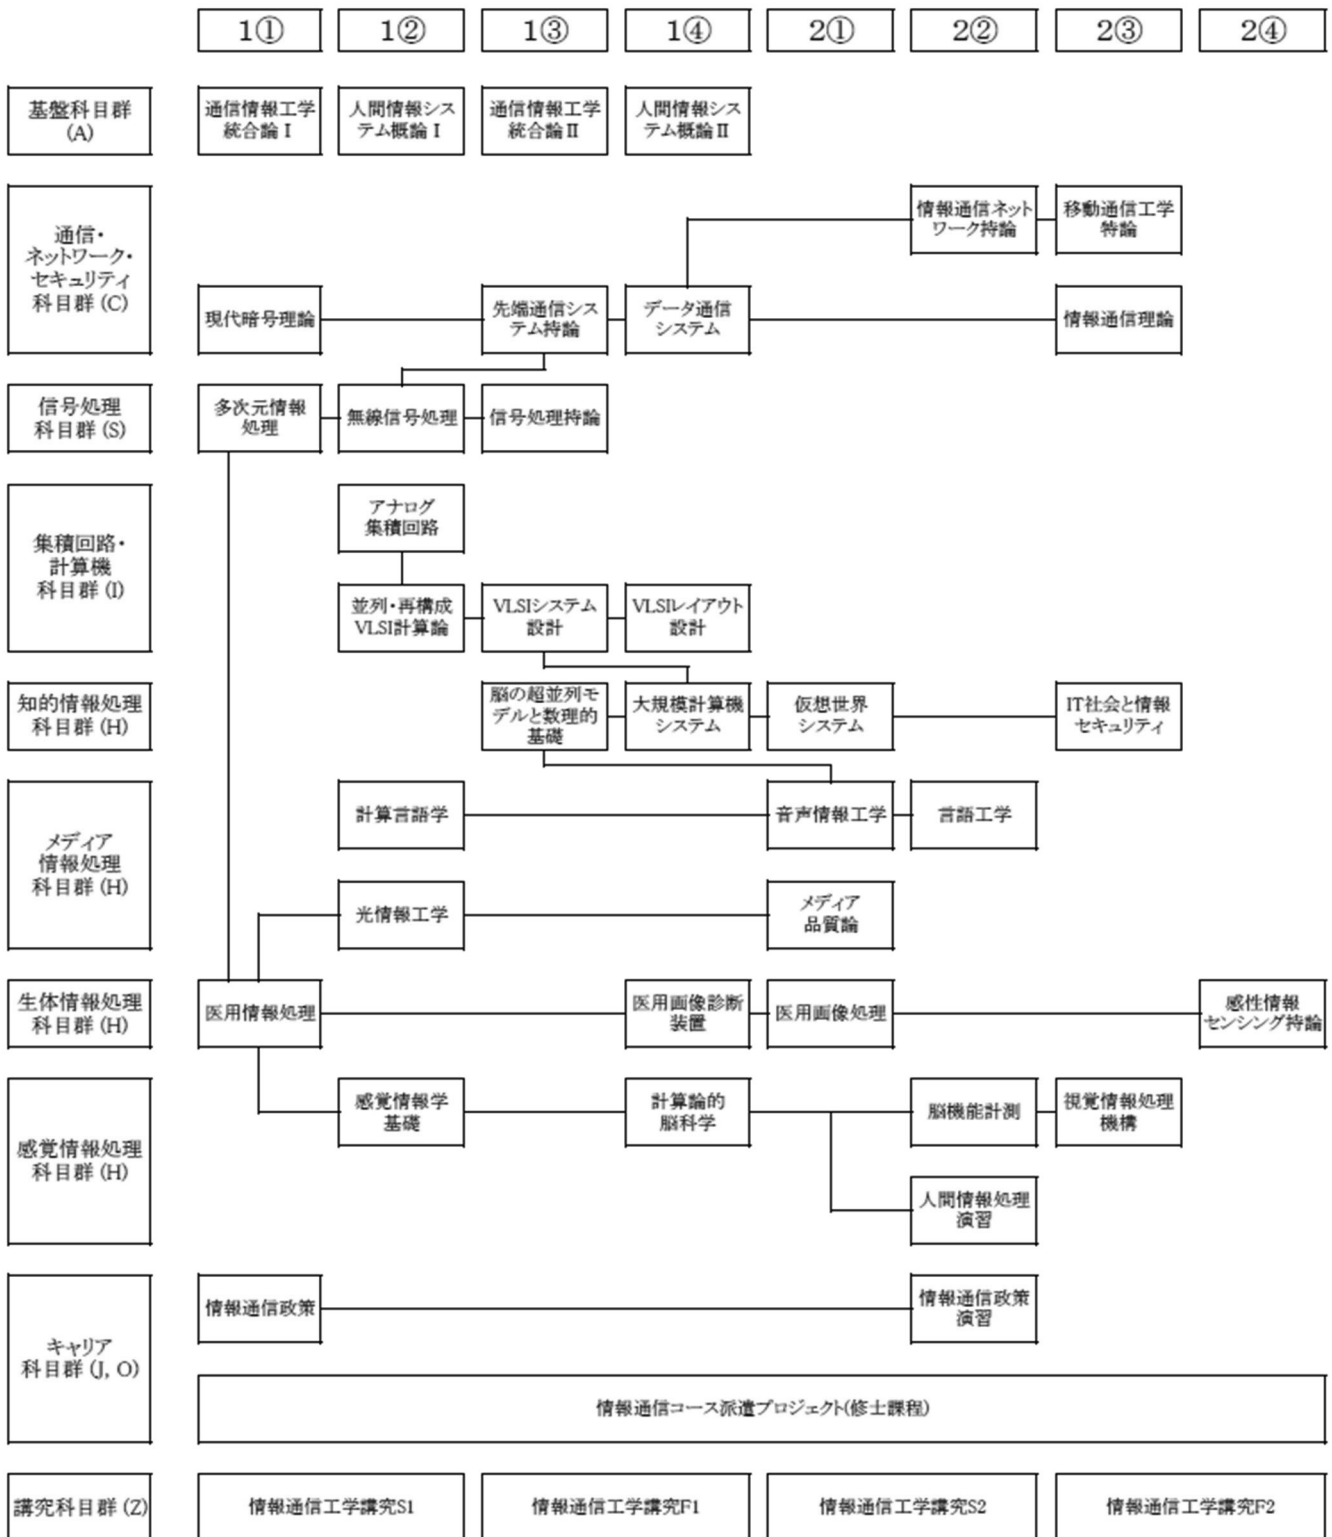 1①
1②
1③
1④
2①
2②
2③
2④
基盤科目群
(A)
通信情報工学
統合論Ⅰ
人間情報シス
テム概論Ⅰ
通信情報工学
統合論Ⅱ
人間情報シス
テム概論Ⅱ
通信・
ネットワーク・
セキュリティ
科目群 (C)
情報通信ネット
ワーク持論
移動通信工学
特論
現代暗号理論
先端通信シス
テム持論
データ通信
システム
情報通信理論
信号処理
科目群 (S)
多次元情報
処理
無線信号処理
信号処理持論
集積回路・
計算機
科目群 (I)
アナログ
集積回路
並列・再構成
VLSI計算論
VLSIシステム
設計
VLSIレイアウト
設計
知的情報処理
科目群 (H)
脳の超並列モ
デルと数理的
基礎
大規模計算機
システム
仮想世界
システム
IT社会と情報
セキュリティ
メディア
情報処理
科目群 (H)
計算言語学
音声情報工学
言語工学
光情報工学
メディア
品質論
生体情報処理
科目群 (H)
医用情報処理
医用画像診断
装置
医用画像処理
感性情報
センシング持論
感覚情報処理
科目群 (H)
感覚情報学
基礎
計算論的
脳科学
脳機能計測
視覚情報処理
機構
人間情報処理
演習
キャリア
科目群 (J, O)
情報通信政策
情報通信政策
演習
情報通信コース派遣プロジェクト(修士課程)
講究科目群 (Z)
情報通信工学講究S1
情報通信工学講究F1
情報通信工学講究S2
情報通信工学講究F2